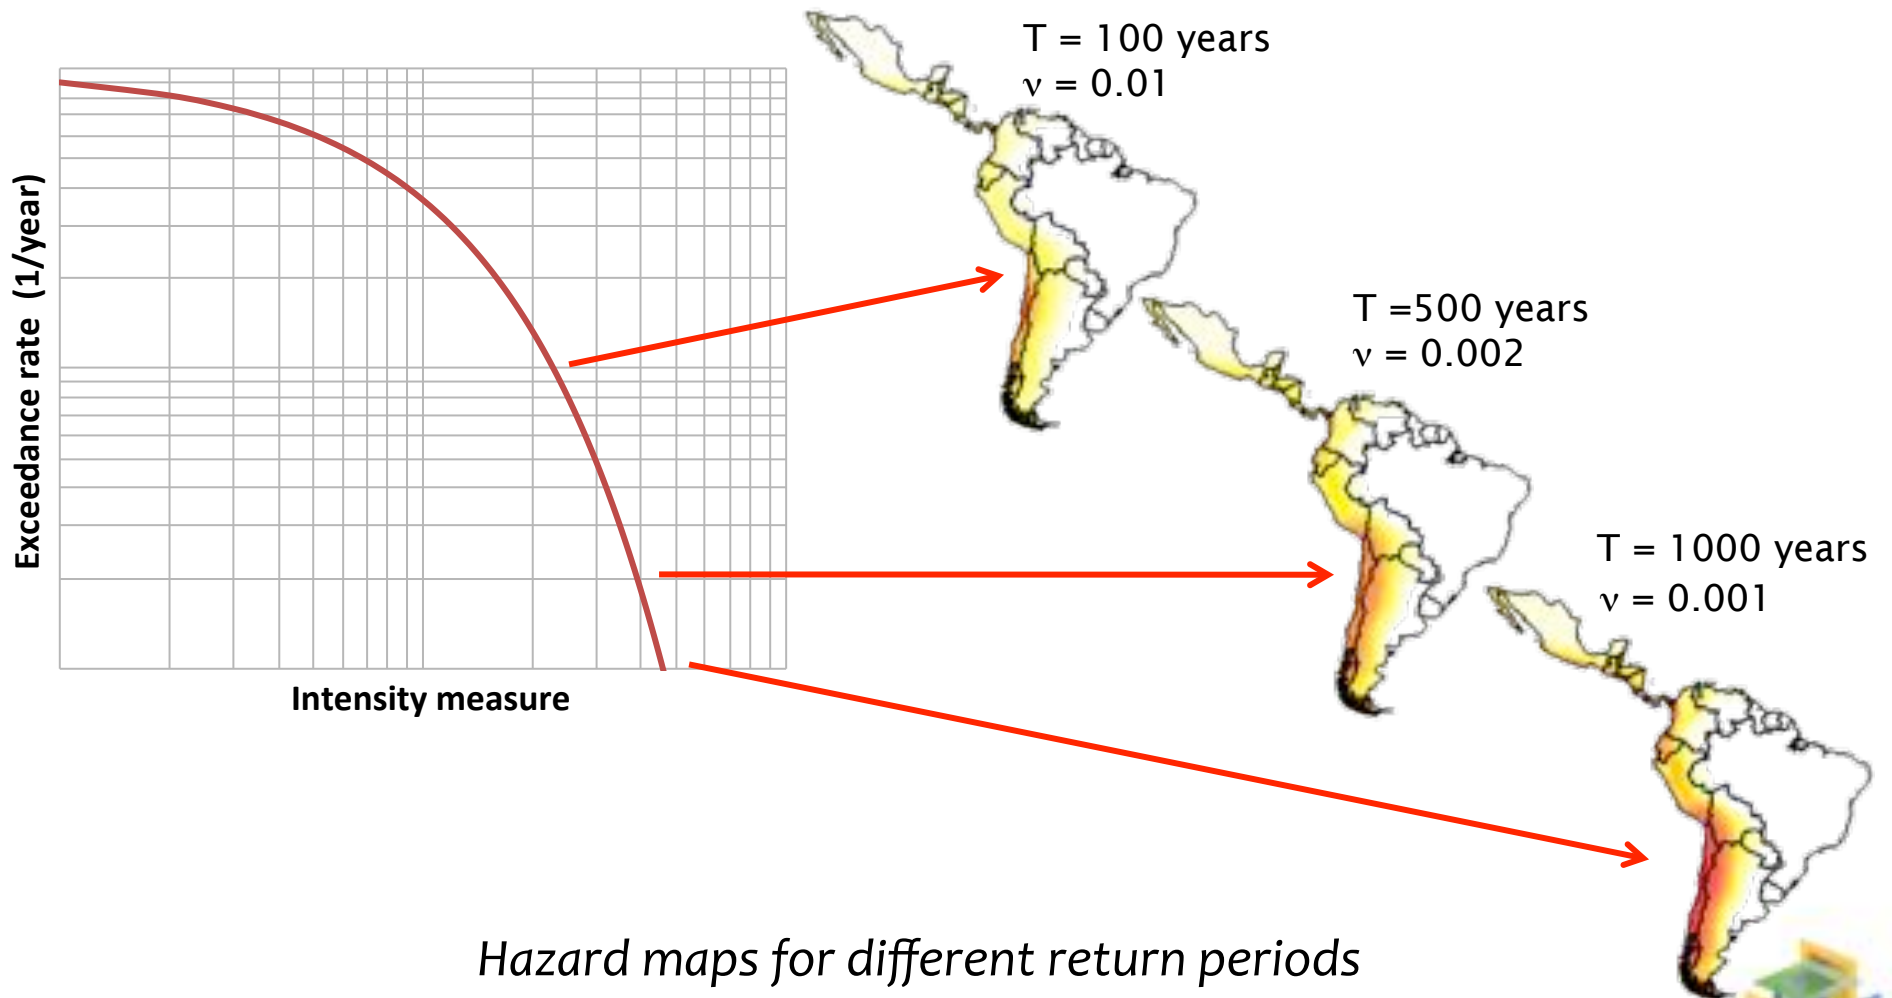 T = 100 years
ν = 0.01
Exceedance rate  (1/year)
Intensity measure
T =500 years
ν = 0.002
T = 1000 years
ν = 0.001
Hazard maps for different return periods